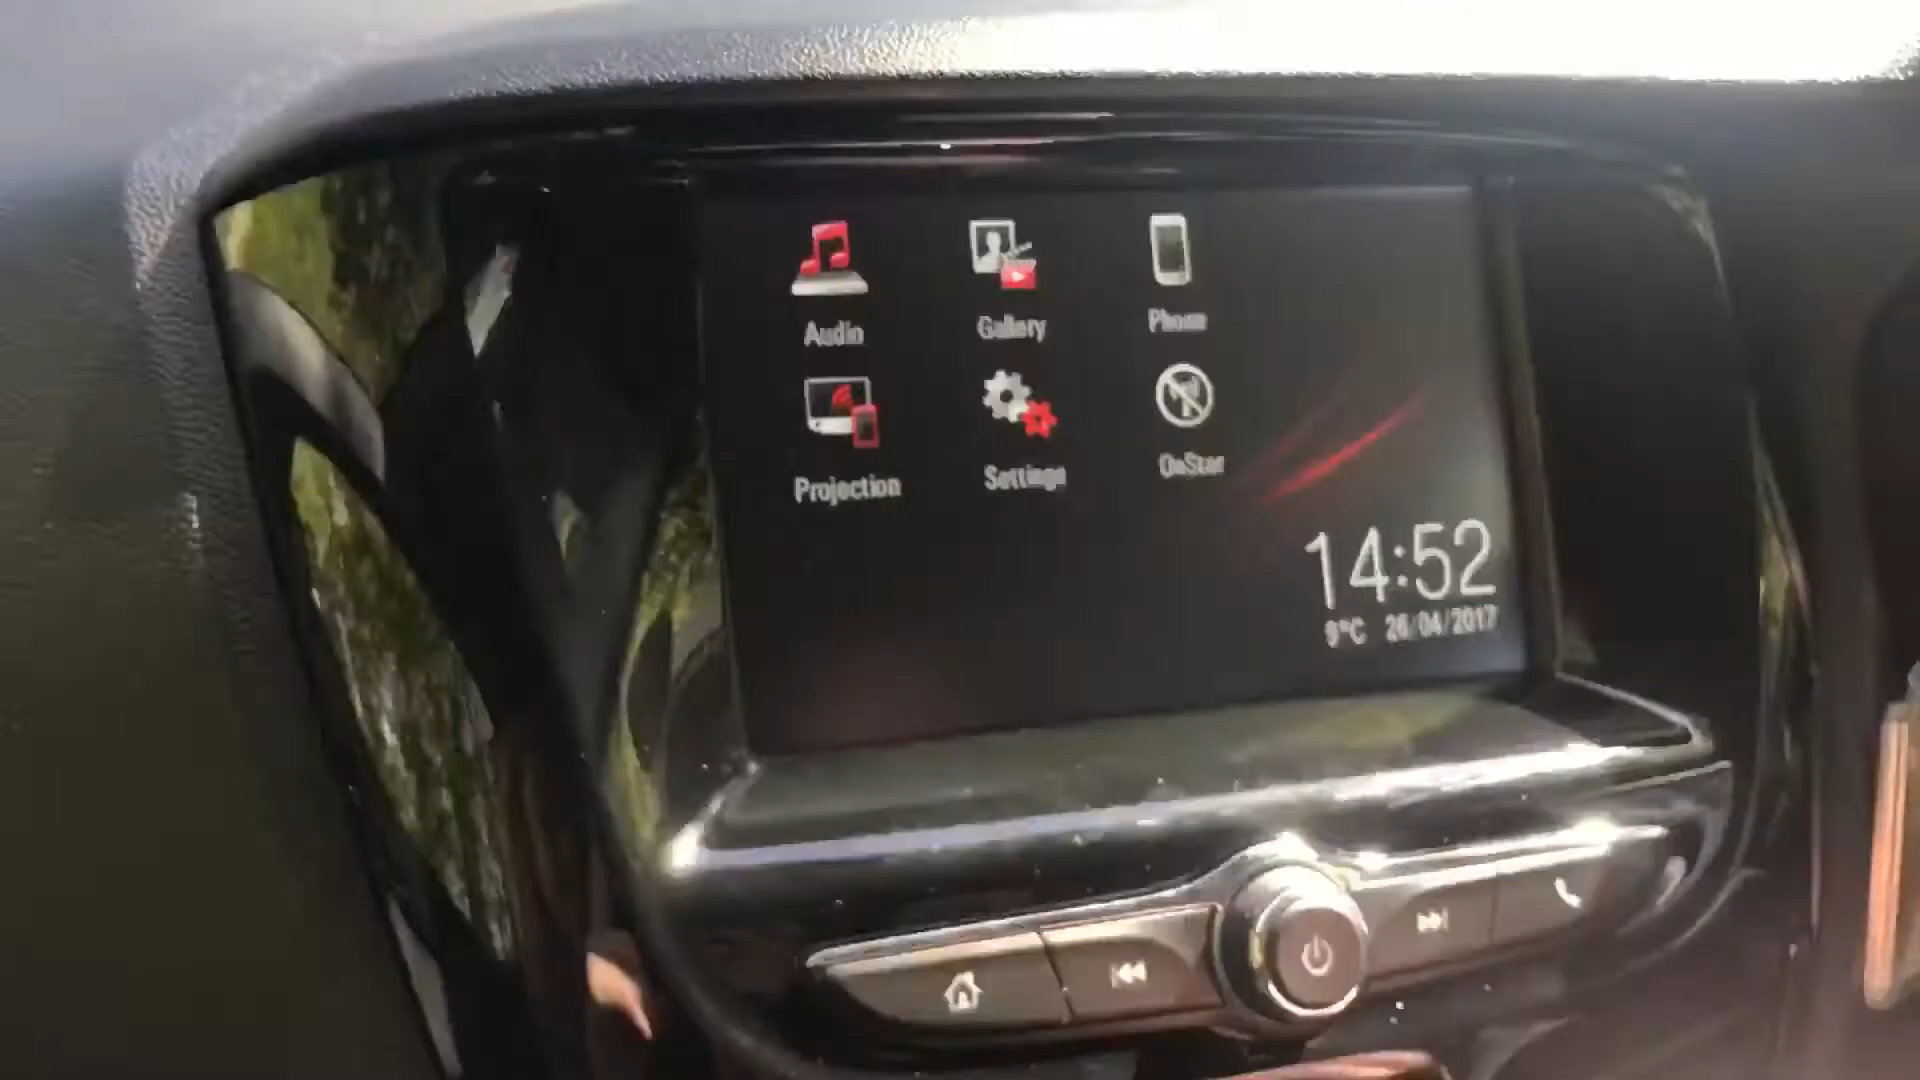 Audio
Gallery
Phone
Projection
Settings
OnStar
14:52
9°C 26/04/2017